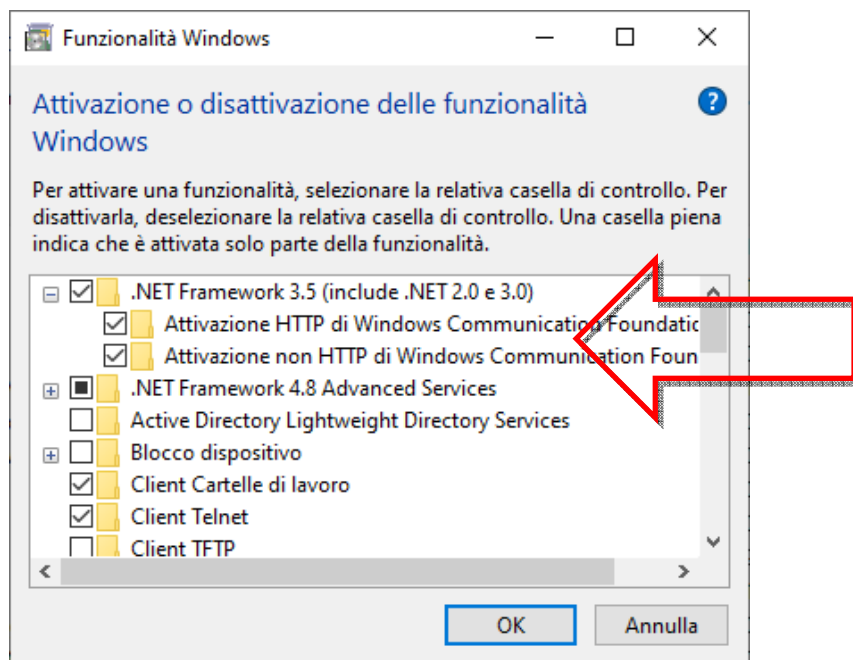 Funzionalità Windows
Attivazione o disattivazione delle funzionalità
Windows
Per attivare una funzionalità, selezionare la relativa casella di controllo. Per
disattivarla, deselezionare la relativa casella di controllo. Una casella piena
indica che è attivata solo parte della funzionalità.
.NET Framework 3.5 (include .NET 2.0 e 3.0)
Attivazione HTTP di Windows Communication Foundatic
Attivazione non HTTP di Windows Communication Foun
.NET Framework 4.8 Advanced Services
Active Directory Lightweight Directory Services
Blocco dispositivo
Client Cartelle di lavoro
Client Telnet
Client TFTP
OK Annulla